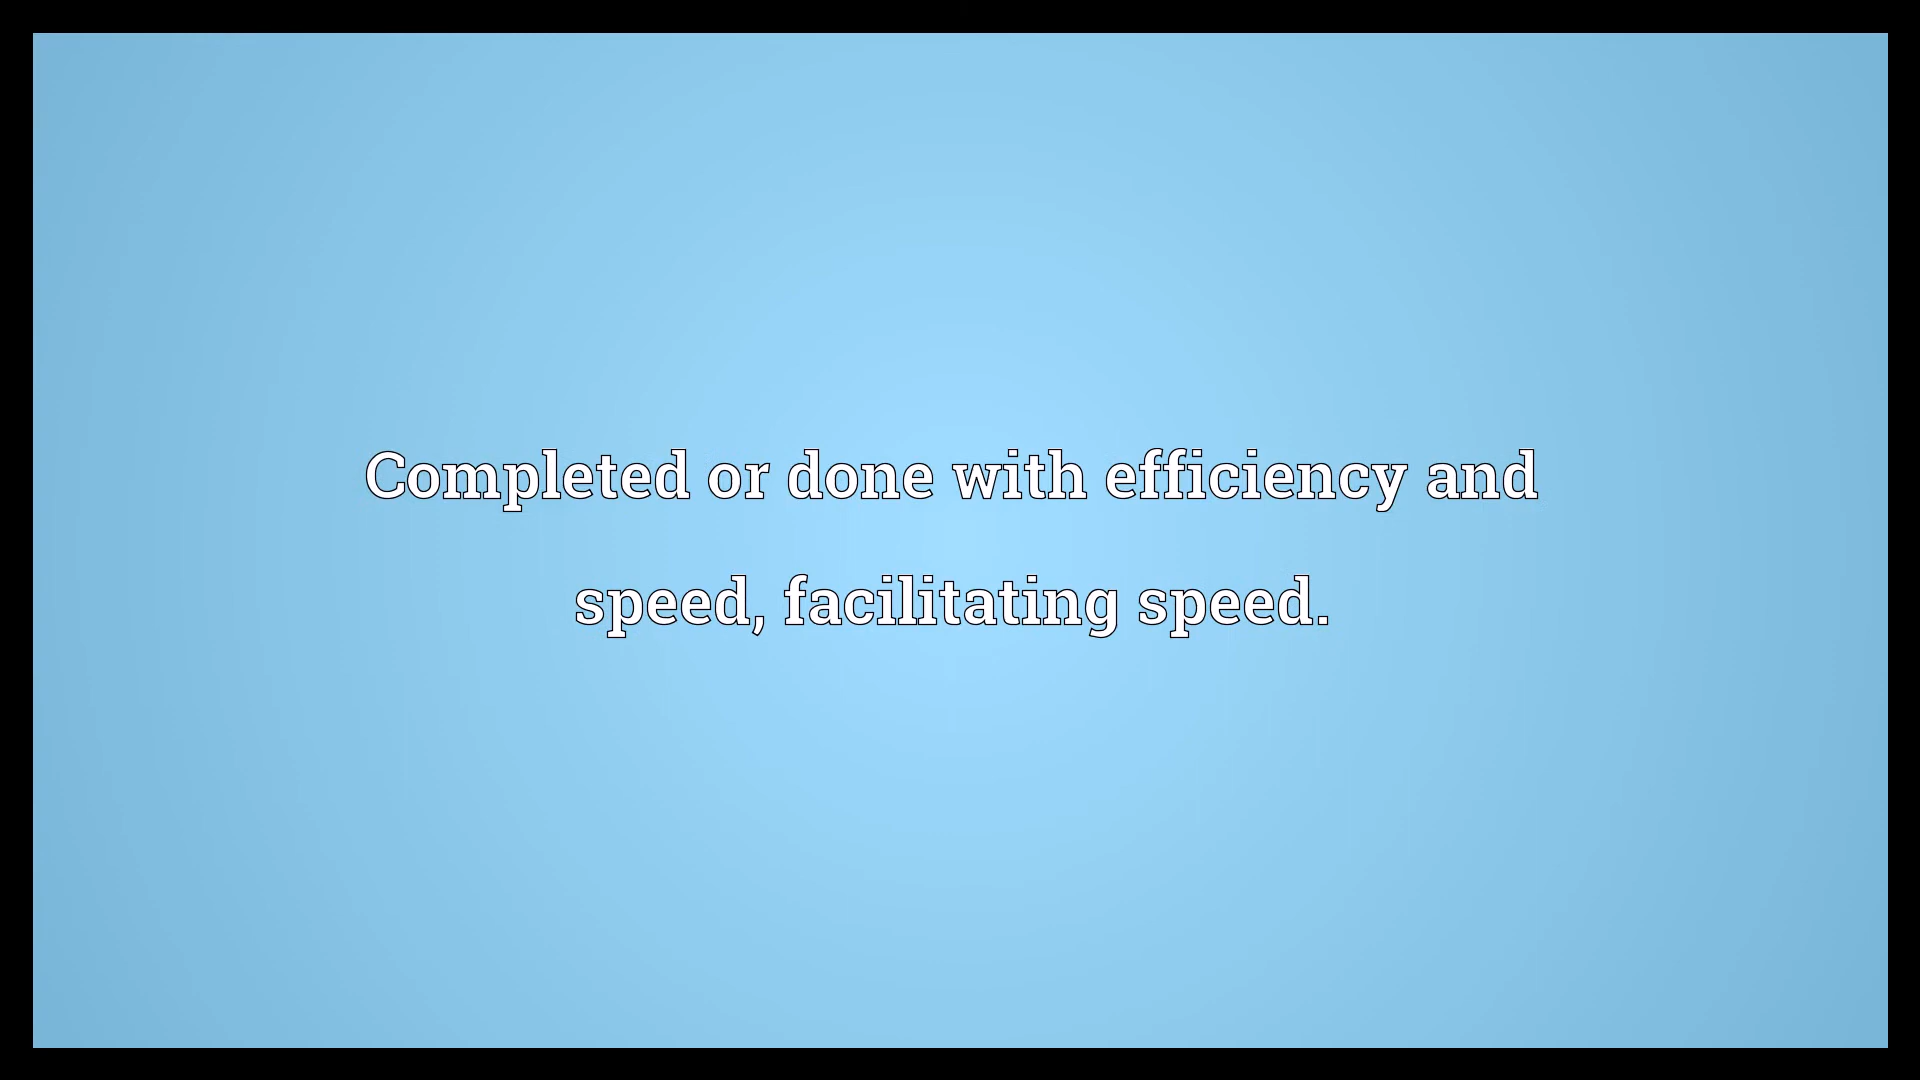 Completed or done with efficiency and
speed, facilitating speed.